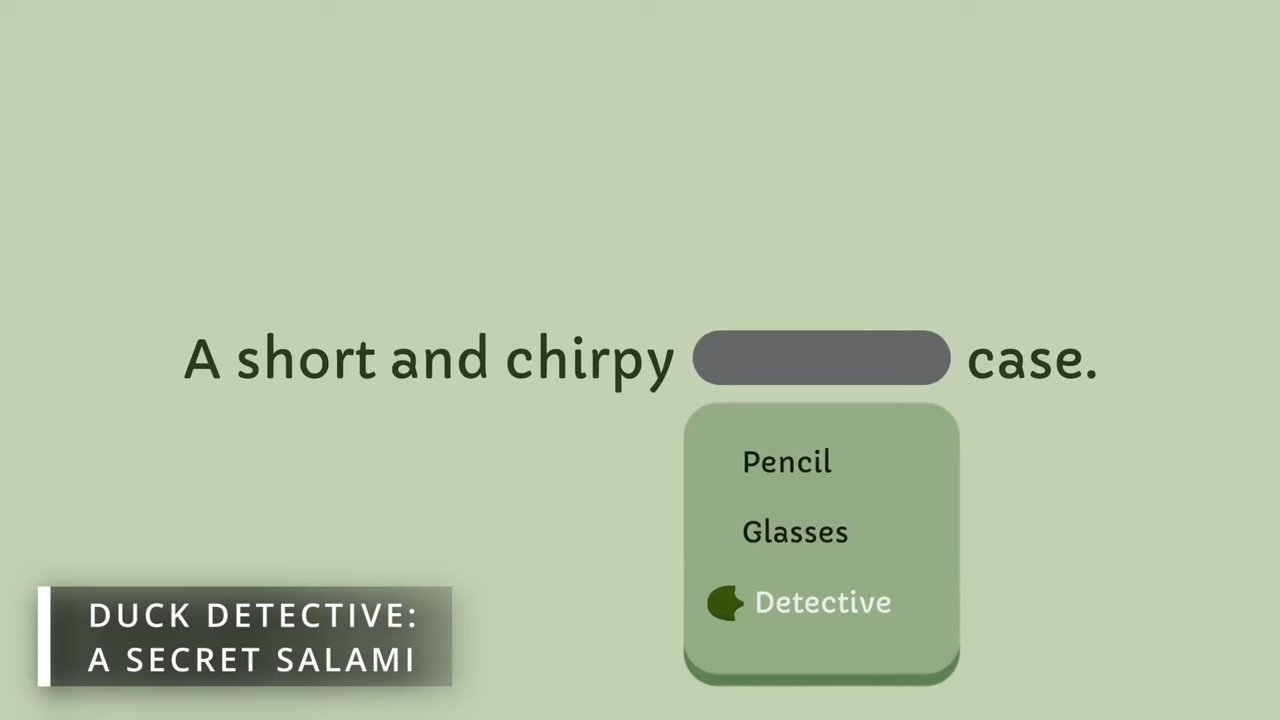 A short and chirpy case.
Pencil
Glasses
Detective
DUCK DETECTIVE:
A SECRET SALAMI